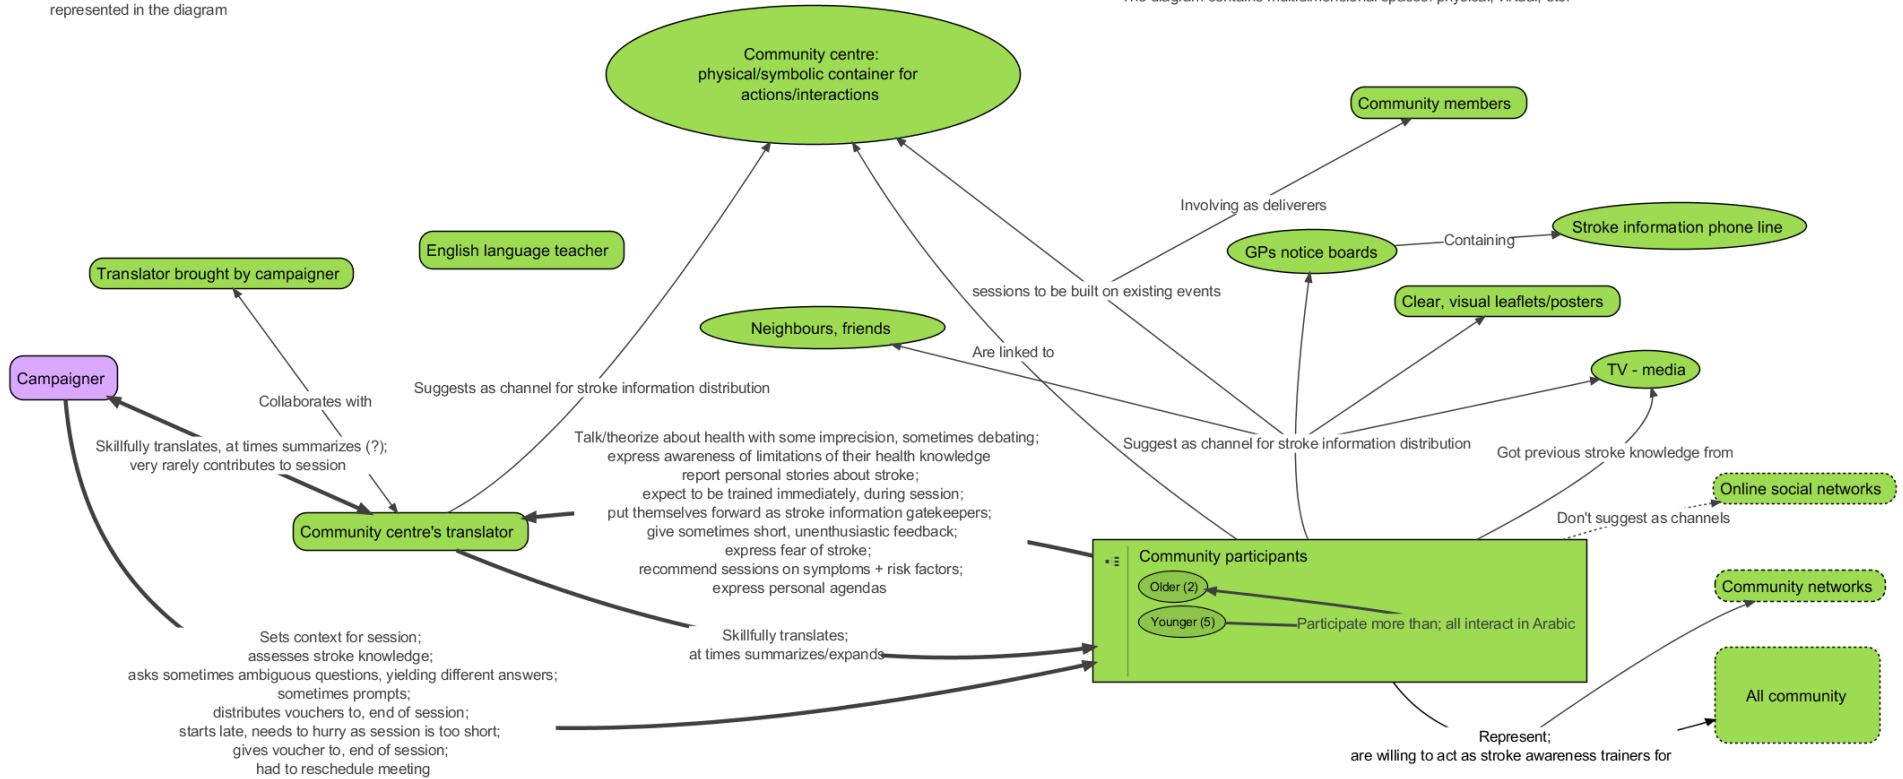 represented in the diagram
The diagram contains multidimensional spaces: physical, virtual, etc.
Community centre:
physical/symbolic container for
actions/interactions
Community members
Involving as deliverers
Stroke information phone line
Containing
GPs notice boards
English language teacher
Translator brought by campaigner
sessions to be built on existing events
Clear, visual leaflets/posters
Neighbours, friends
Are linked to
TV - media
Campaigner
Suggests as channel for stroke information distribution
Collaborates with
Skillfully translates, at times summarizes (?);
very rarely contributes to session
Talk/theorize about health with some imprecision, sometimes debating;
express awareness of limitations of their health knowledge
report personal stories about stroke;
expect to be trained immediately, during session;
put themselves forward as stroke information gatekeepers;
give sometimes short, unenthusiastic feedback;
express fear of stroke;
recommend sessions on symptoms + risk factors;
express personal agendas
Suggest as channel for stroke information distribution
Got previous stroke knowledge from
Online social networks
Don't suggest as channels
Community centre's translator
Community participants
Older (2)
Younger (5)
Participate more than; all interact in Arabic
Community networks
Skillfully translates;
at times summarizes/expands
Sets context for session;
assesses stroke knowledge;
asks sometimes ambiguous questions, yielding different answers;
sometimes prompts;
distributes vouchers to, end of session;
starts late, needs to hurry as session is too short;
gives voucher to, end of session;
had to reschedule meeting
All community
Represent;
are willing to act as stroke awareness trainers for